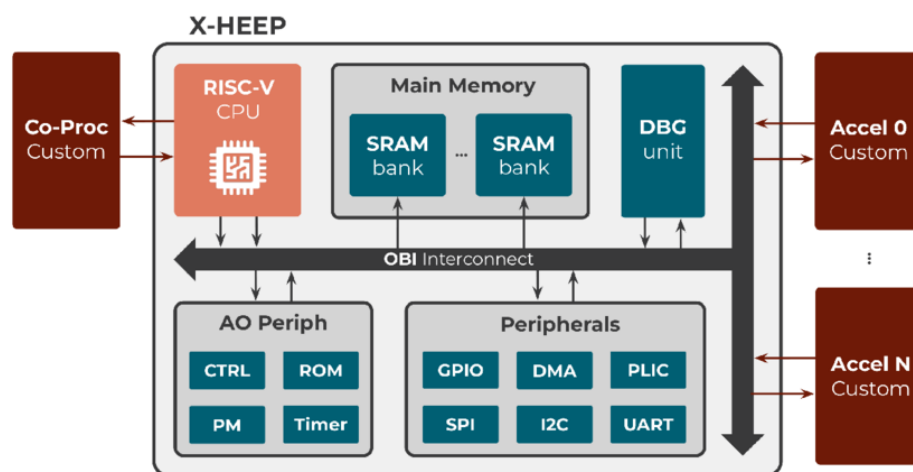 X-HEEP
Co-Proc
Custom
RISC-V
CPU
Main Memory
SRAM
bank
...
SRAM
bank
DBG
unit
Accel 0
Custom
OBI Interconnect
AO Periph
CTRL
ROM
PM
Timer
Peripherals
GPIO
DMA
PLIC
SPI
I2C
UART
Accel N
Custom